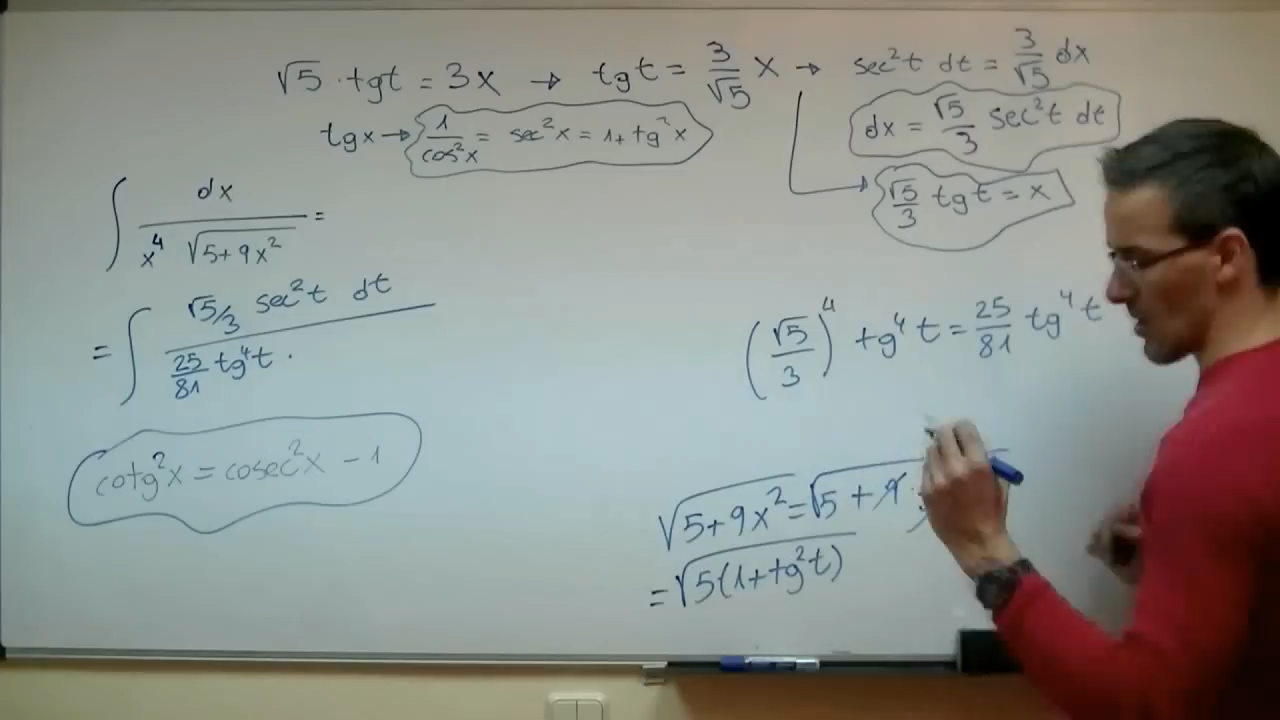 √5 · tgt = 3x → tgt = 3/√5 x → sec²t dt = 3/√5 dx
tgx → 1/cos²x = sec²x = 1 + tg²x
dx = √5/3 sec²t dt
√5/3 tgt = x
∫ dx / (x⁴ √(5+9x²)) =
= ∫ √5/3 sec²t dt / (25/81 tg⁴t ·
(√5/3)⁴ + tg⁴t = 25/81 tg⁴t
cotg²x = cosec²x − 1
√(5+9x²) = √(5 + 9 ·
= √(5(1+tg²t))